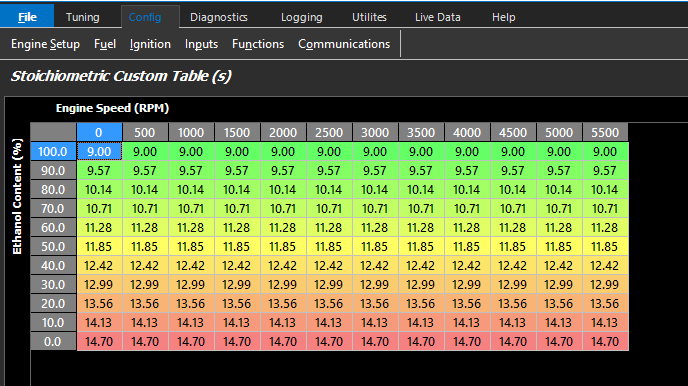 File Tuning Config Diagnostics Logging Utilites Live Data Help
Engine Setup Fuel Ignition Inputs Functions Communications
Stoichiometric Custom Table (s)
Engine Speed (RPM)
Ethanol Content (%)
0 500 1000 1500 2000 2500 3000 3500 4000 4500 5000 5500
100.0 9.00 9.00 9.00 9.00 9.00 9.00 9.00 9.00 9.00 9.00 9.00 9.00
90.0 9.57 9.57 9.57 9.57 9.57 9.57 9.57 9.57 9.57 9.57 9.57 9.57
80.0 10.14 10.14 10.14 10.14 10.14 10.14 10.14 10.14 10.14 10.14 10.14 10.14
70.0 10.71 10.71 10.71 10.71 10.71 10.71 10.71 10.71 10.71 10.71 10.71 10.71
60.0 11.28 11.28 11.28 11.28 11.28 11.28 11.28 11.28 11.28 11.28 11.28 11.28
50.0 11.85 11.85 11.85 11.85 11.85 11.85 11.85 11.85 11.85 11.85 11.85 11.85
40.0 12.42 12.42 12.42 12.42 12.42 12.42 12.42 12.42 12.42 12.42 12.42 12.42
30.0 12.99 12.99 12.99 12.99 12.99 12.99 12.99 12.99 12.99 12.99 12.99 12.99
20.0 13.56 13.56 13.56 13.56 13.56 13.56 13.56 13.56 13.56 13.56 13.56 13.56
10.0 14.13 14.13 14.13 14.13 14.13 14.13 14.13 14.13 14.13 14.13 14.13 14.13
0.0 14.70 14.70 14.70 14.70 14.70 14.70 14.70 14.70 14.70 14.70 14.70 14.70